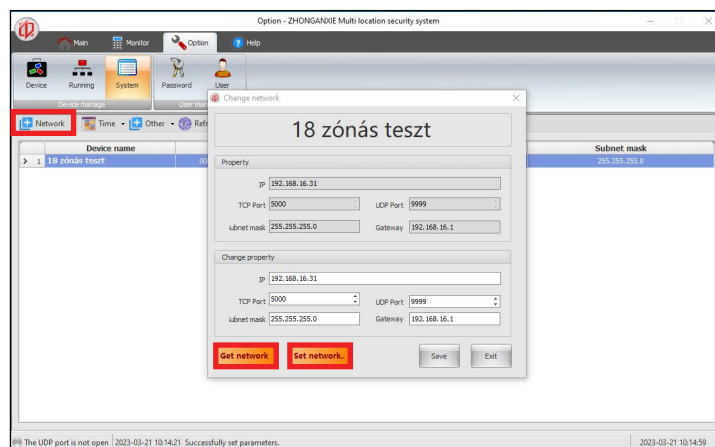 Option - ZHONGANXIE Multi location security system
Main Monitor Option Help
Device Running System Password User
Device manage User man
Network Time Other Refr
Device name Subnet mask
1 18 zónás teszt 00 255.255.255.0
Change network
18 zónás teszt
Property
IP 192.168.16.31
TCP Port 5000 UDP Port 9999
ubnet mask 255.255.255.0 Gateway 192.168.16.1
Change property
IP 192.168.16.31
TCP Port 5000 UDP Port 9999
ubnet mask 255.255.255.0 Gateway 192.168.16.1
Get network Set network.. Save Exit
The UDP port is not open 2023-03-21 10:14:21 Successfully set parameters. 2023-03-21 10:14:59